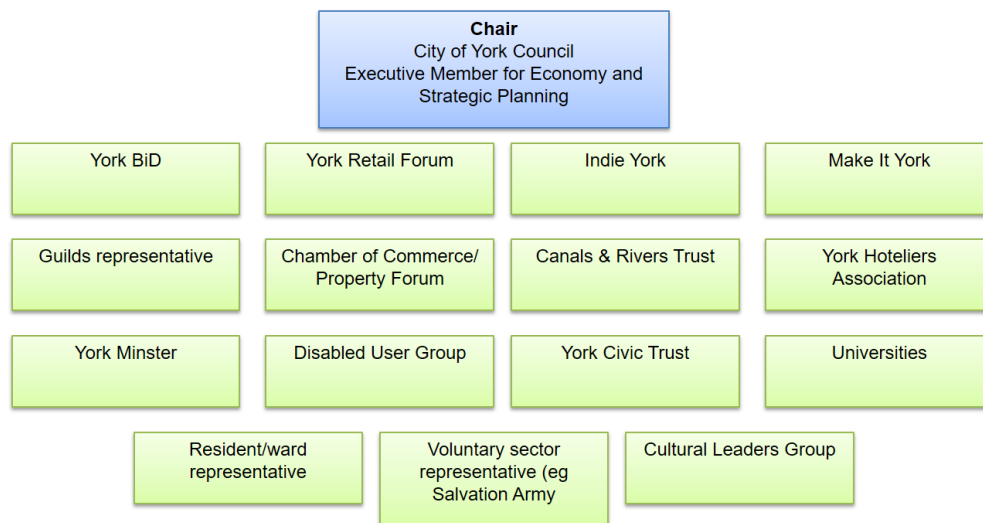 Chair
City of York Council
Executive Member for Economy and
Strategic Planning
York BiD
York Retail Forum
Indie York
Make It York
Guilds representative
Chamber of Commerce/
Property Forum
Canals & Rivers Trust
York Hoteliers
Association
York Minster
Disabled User Group
York Civic Trust
Universities
Resident/ward
representative
Voluntary sector
representative (eg
Salvation Army
Cultural Leaders Group